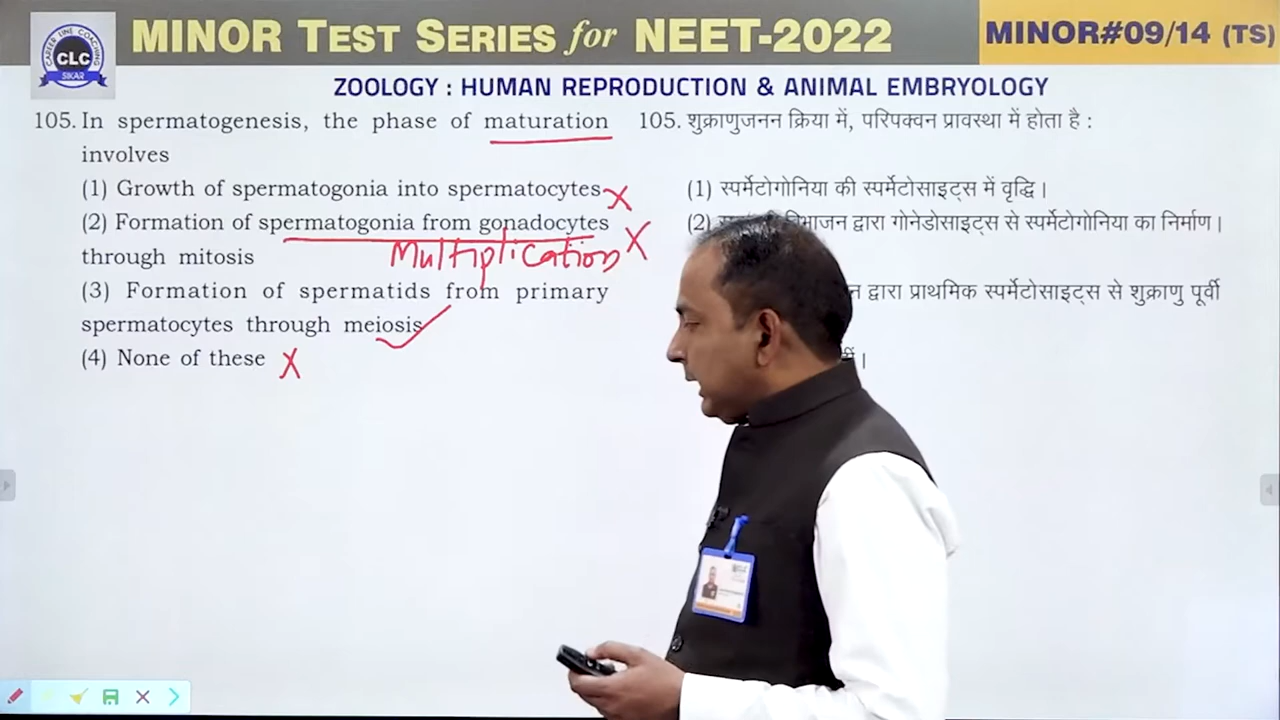 CAREER LINE COACHING
CLC
SIKAR
MINOR TEST SERIES for NEET-2022
MINOR#09/14 (TS)
ZOOLOGY : HUMAN REPRODUCTION & ANIMAL EMBRYOLOGY
105. In spermatogenesis, the phase of maturation
involves
(1) Growth of spermatogonia into spermatocytes
(2) Formation of spermatogonia from gonadocytes
Multiplication
through mitosis
(3) Formation of spermatids from primary
spermatocytes through meiosis
(4) None of these
105. शुक्राणुजनन क्रिया में, परिपक्वन प्रावस्था में होता है :
(1) स्पर्मेटोगोनिया की स्पर्मेटोसाइट्स में वृद्धि।
(2) द्वारा गोनेडोसाइट्स से स्पर्मेटोगोनिया का निर्माण।
द्वारा प्राथमिक स्पर्मेटोसाइट्स से शुक्राणु पूर्वी